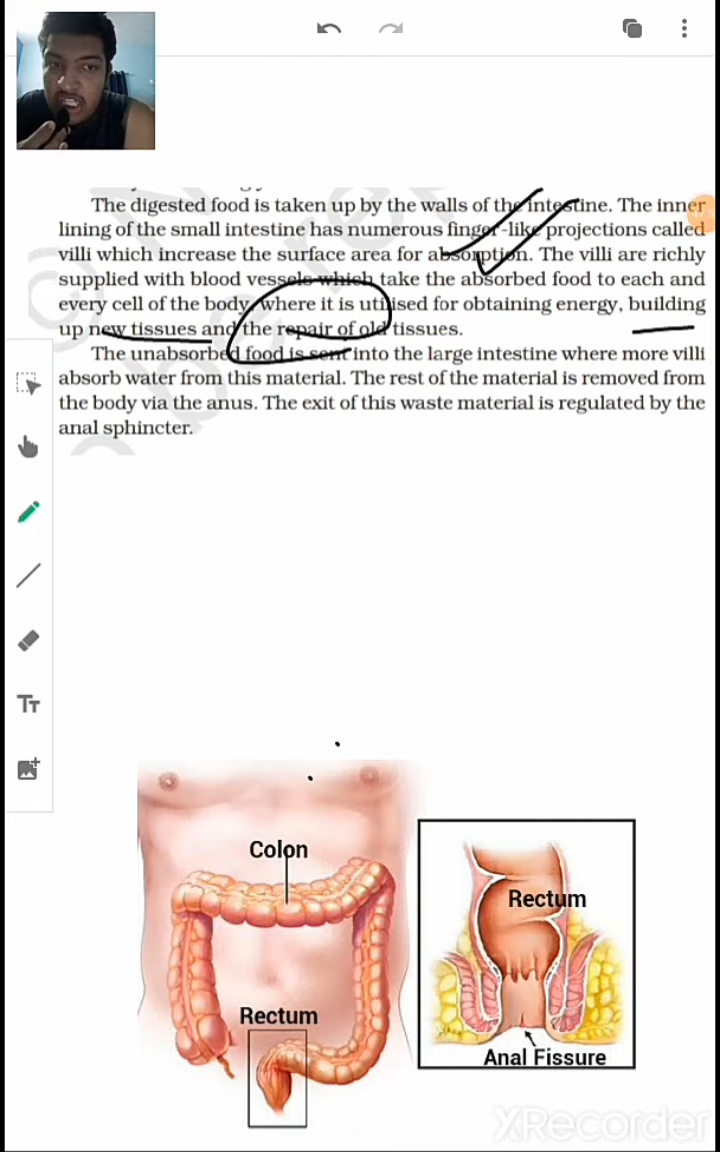 The digested food is taken up by the walls of the intestine. The inner
lining of the small intestine has numerous finger-like projections called
villi which increase the surface area for absorption. The villi are richly
supplied with blood vessels which take the absorbed food to each and
every cell of the body, where it is utilised for obtaining energy, building
up new tissues and the repair of old tissues.
The unabsorbed food is sent into the large intestine where more villi
absorb water from this material. The rest of the material is removed from
the body via the anus. The exit of this waste material is regulated by the
anal sphincter.
TT
Colon
Rectum
Rectum
Anal Fissure
XRecorder